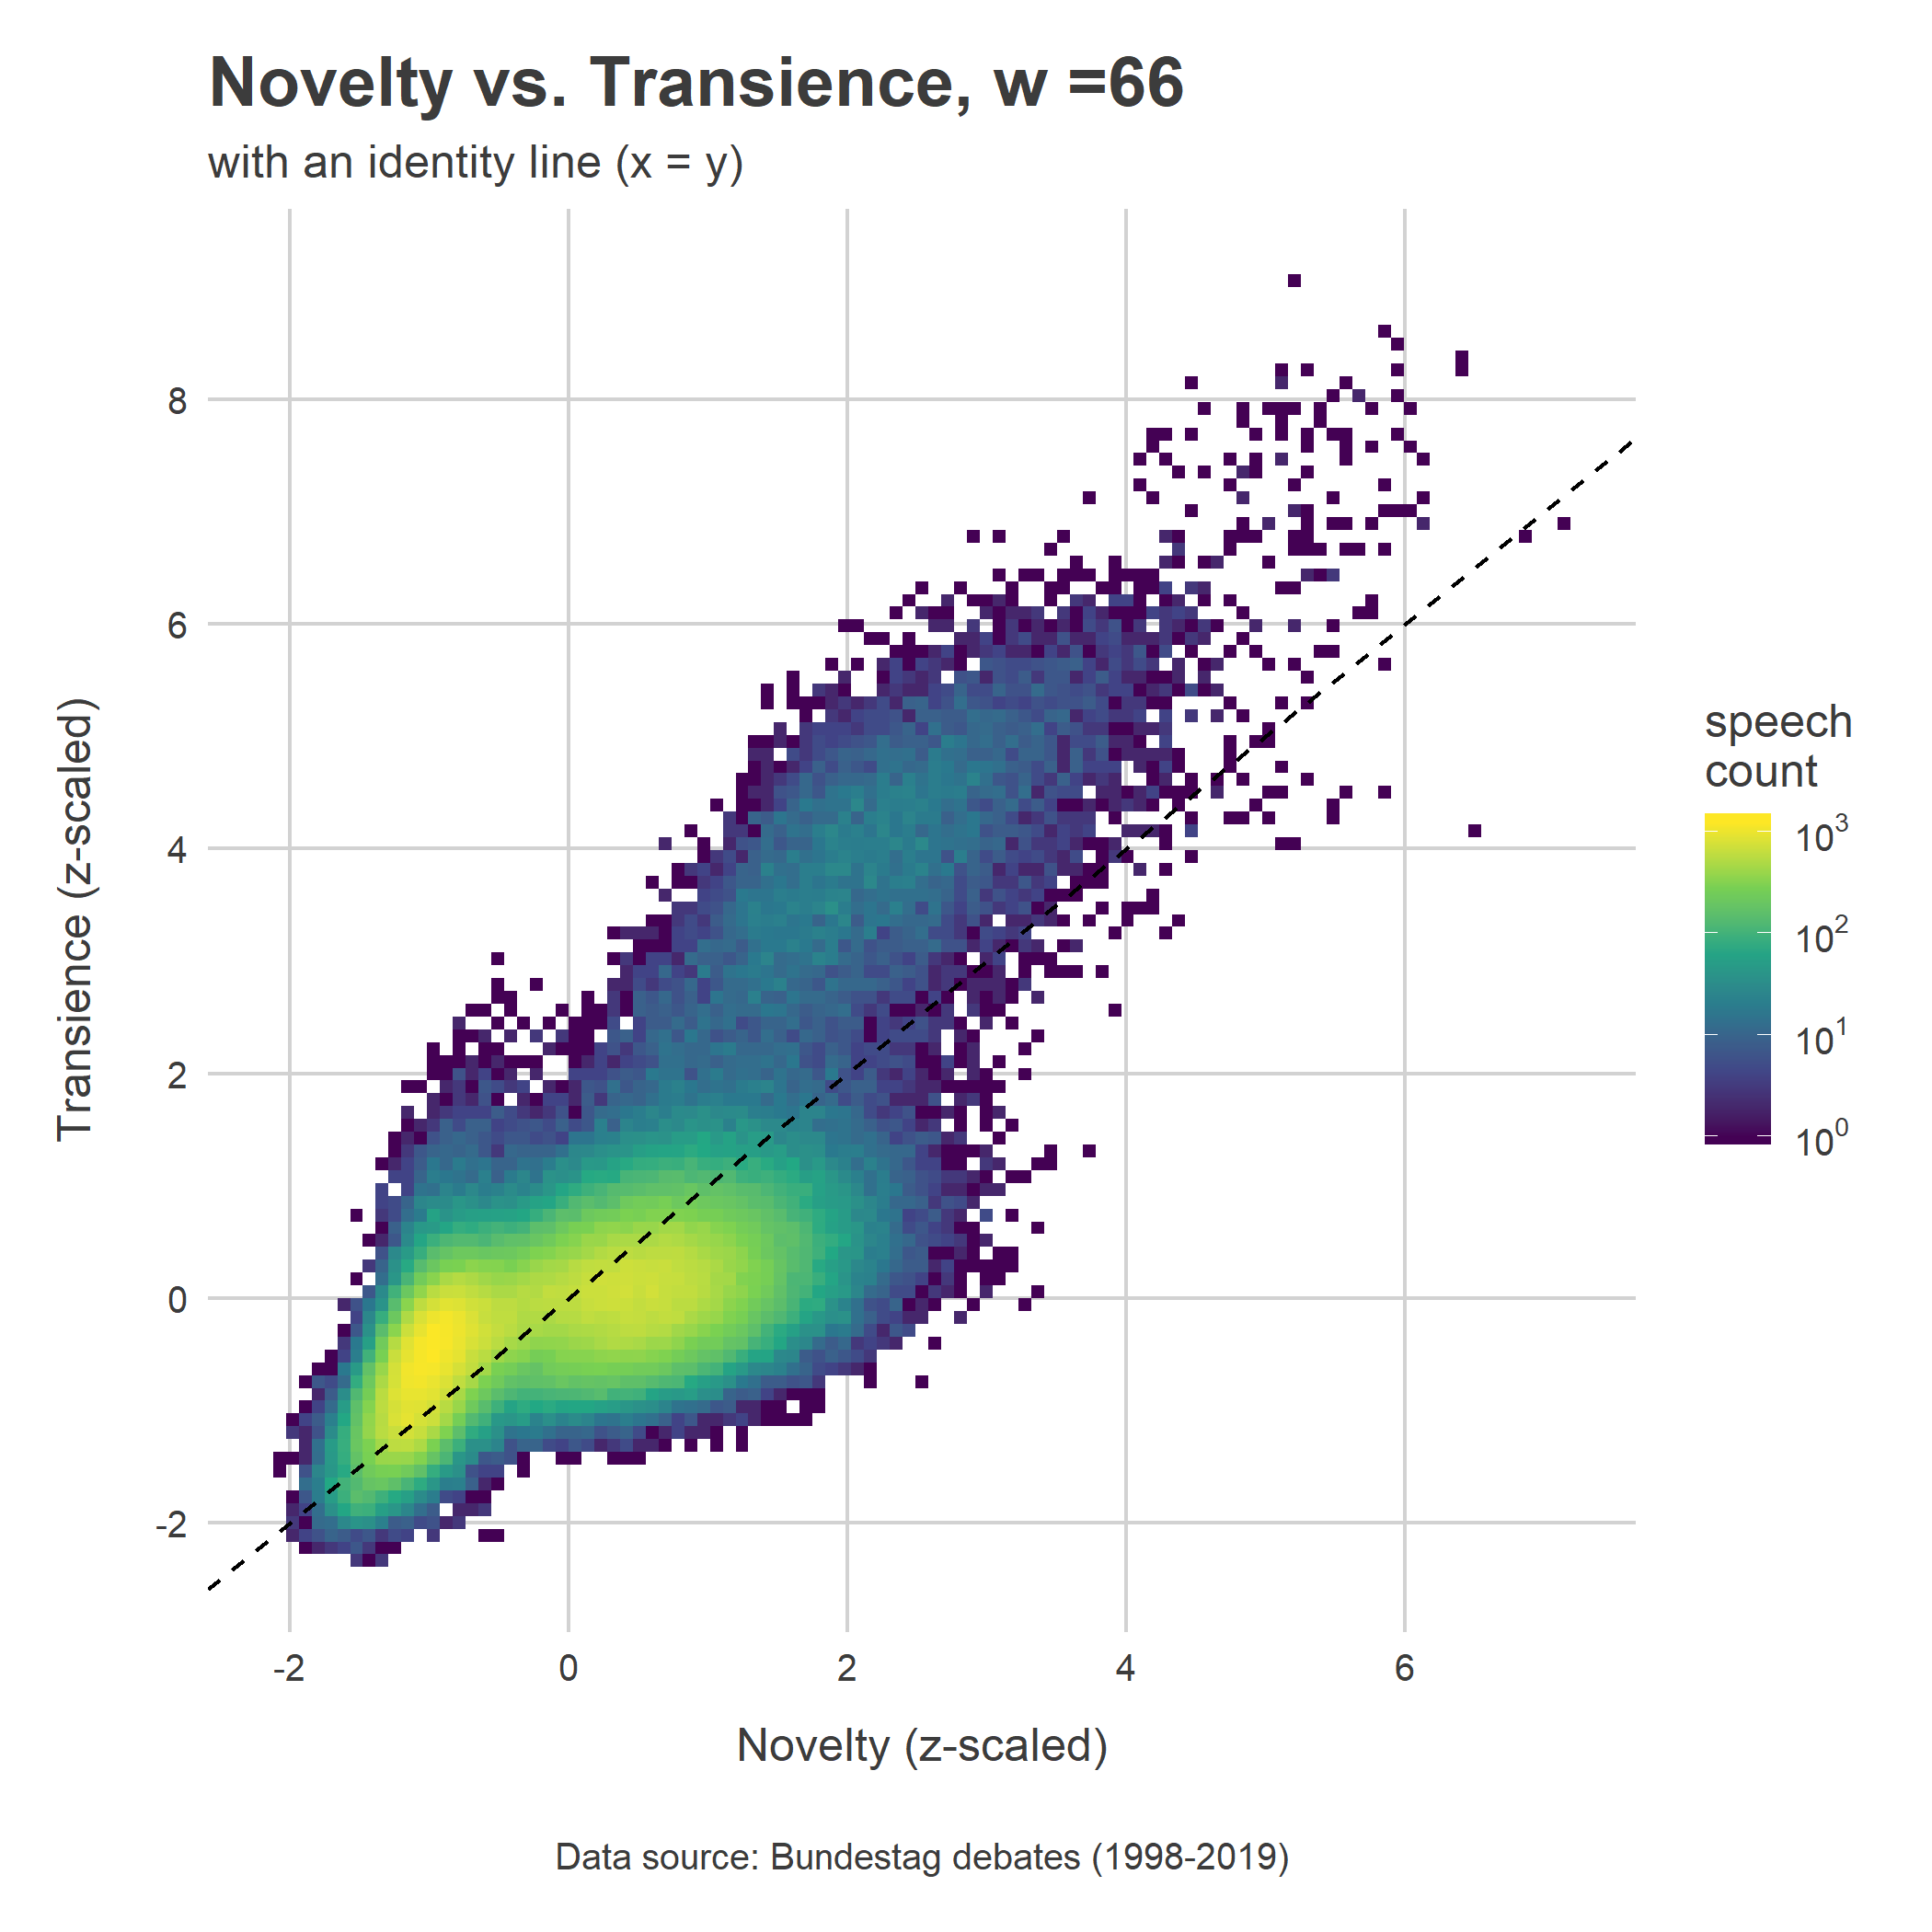 Novelty vs. Transience, w =66
with an identity line (x = y)
Transience (z-scaled)
8
6
4
2
0
-2
-2 0 2 4 6
Novelty (z-scaled)
speech
count
10³
10²
10¹
10⁰
Data source: Bundestag debates (1998-2019)